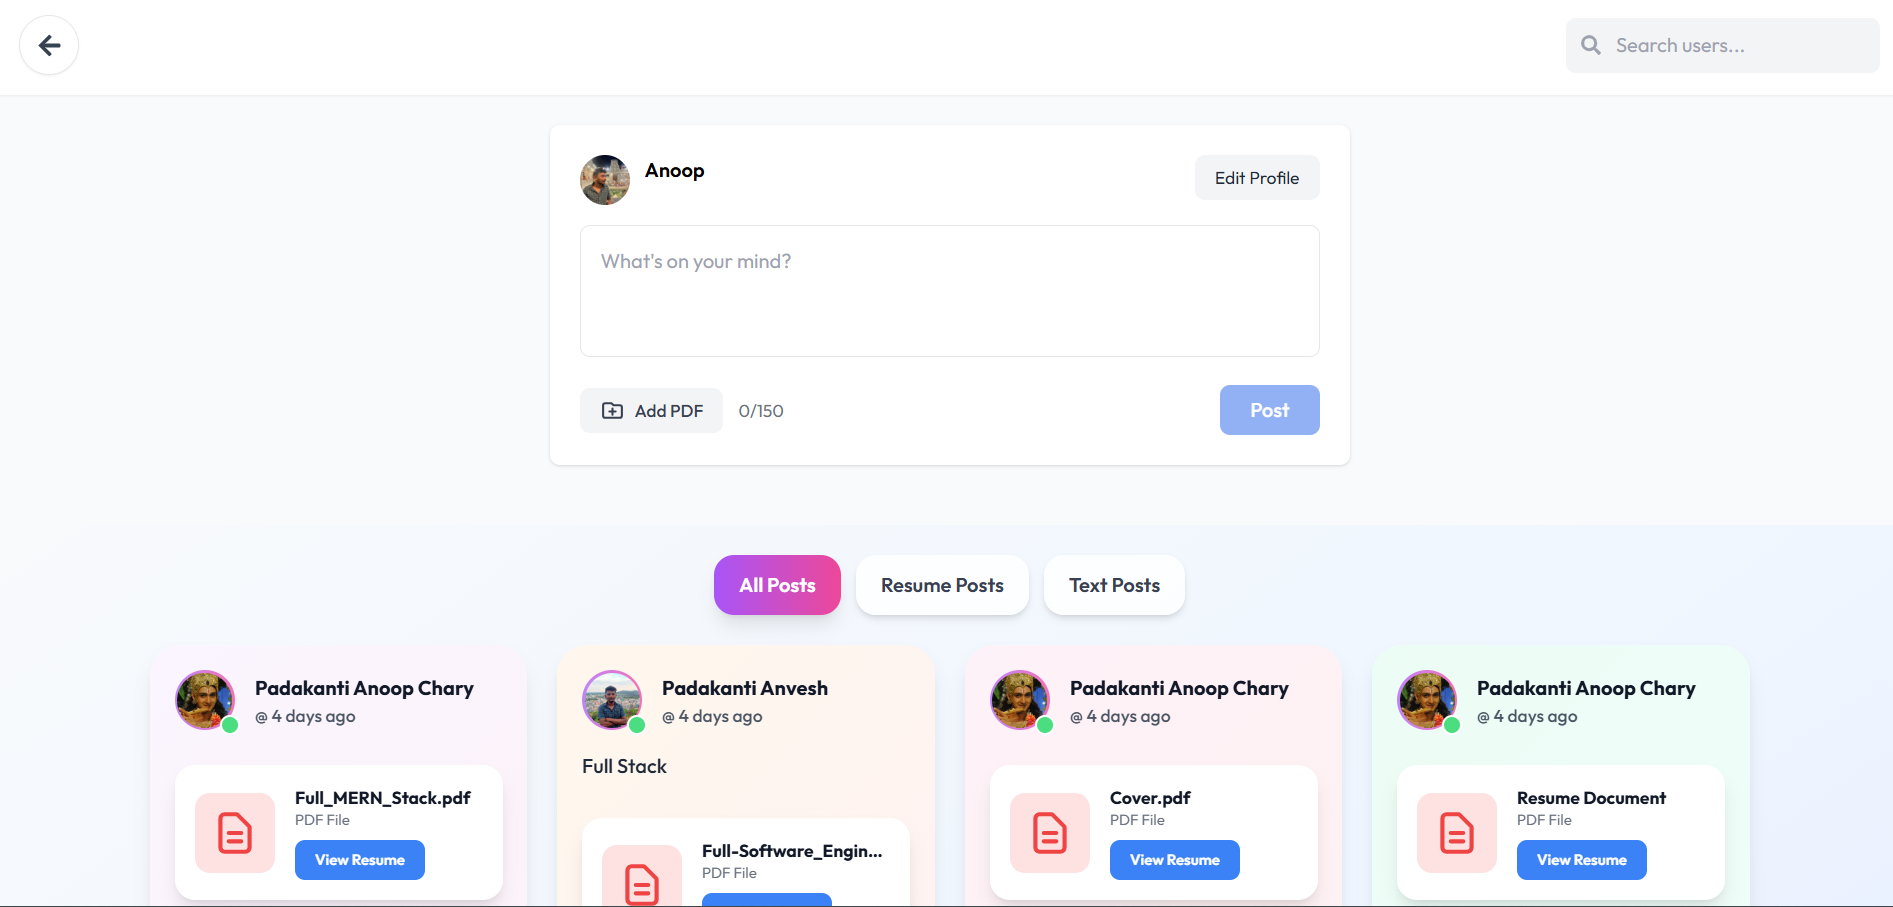 Search users...
Anoop
Edit Profile
What's on your mind?
Add PDF
0/150
Post
All Posts
Resume Posts
Text Posts
Padakanti Anoop Chary
@ 4 days ago
Full_MERN_Stack.pdf
PDF File
View Resume
Padakanti Anvesh
@ 4 days ago
Full Stack
Full-Software_Engin...
PDF File
Padakanti Anoop Chary
@ 4 days ago
Cover.pdf
PDF File
View Resume
Padakanti Anoop Chary
@ 4 days ago
Resume Document
PDF File
View Resume